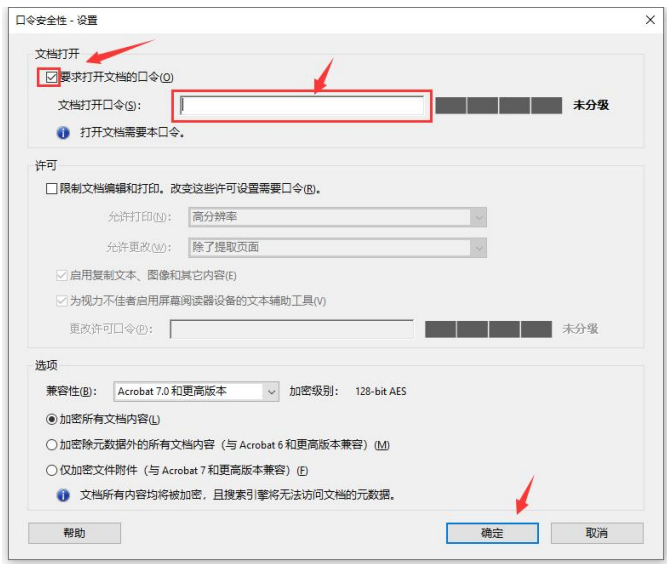 口令安全性 - 设置
文档打开
要求打开文档的口令(O)
文档打开口令(S): 未分级
打开文档需要本口令。
许可
限制文档编辑和打印。改变这些许可设置需要口令(R)。
允许打印(N): 高分辨率
允许更改(W): 除了提取页面
启用复制文本、图像和其它内容(E)
为视力不佳者启用屏幕阅读器设备的文本辅助工具(V)
更改许可口令(P): 未分级
选项
兼容性(B): Acrobat 7.0 和更高版本 加密级别: 128-bit AES
加密所有文档内容(L)
加密除元数据外的所有文档内容（与 Acrobat 6 和更高版本兼容）(M)
仅加密文件附件（与 Acrobat 7 和更高版本兼容）(F)
文档所有内容均将被加密，且搜索引擎将无法访问文档的元数据。
帮助 确定 取消